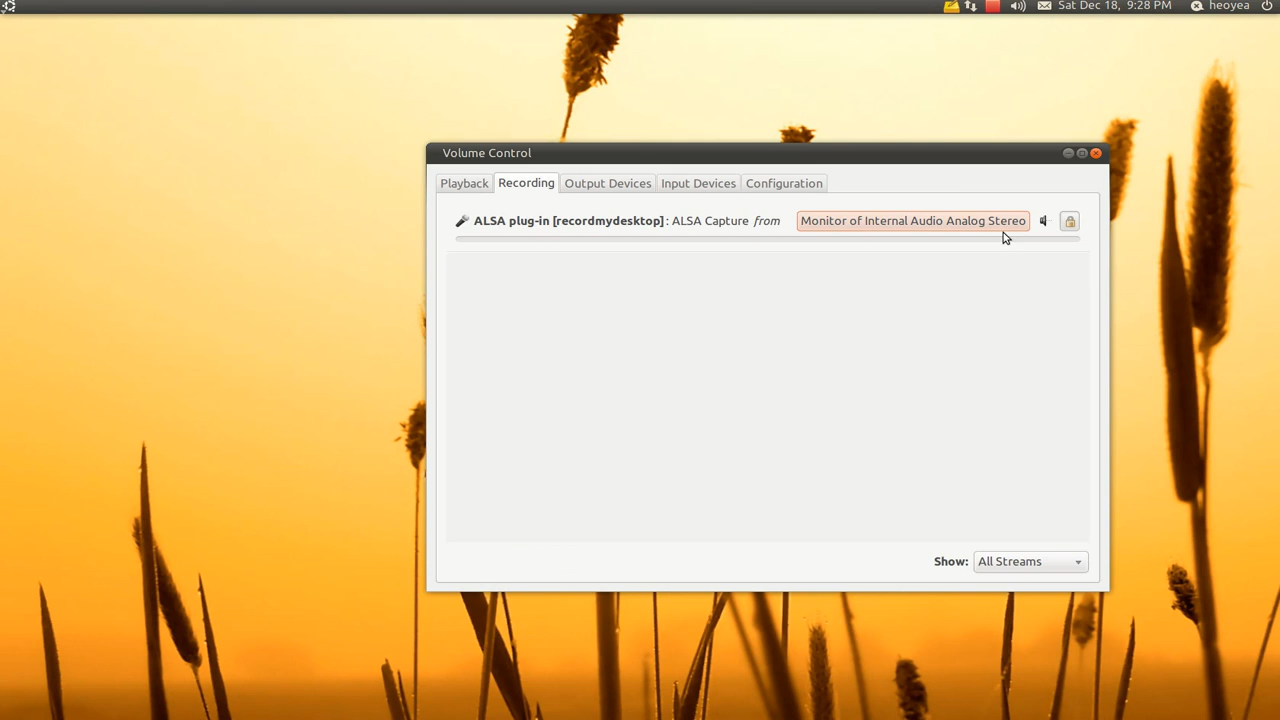 Sat Dec 18, 9:28 PM heoyea
Volume Control
Playback Recording Output Devices Input Devices Configuration
ALSA plug-in [recordmydesktop]: ALSA Capture from Monitor of Internal Audio Analog Stereo
Show: All Streams